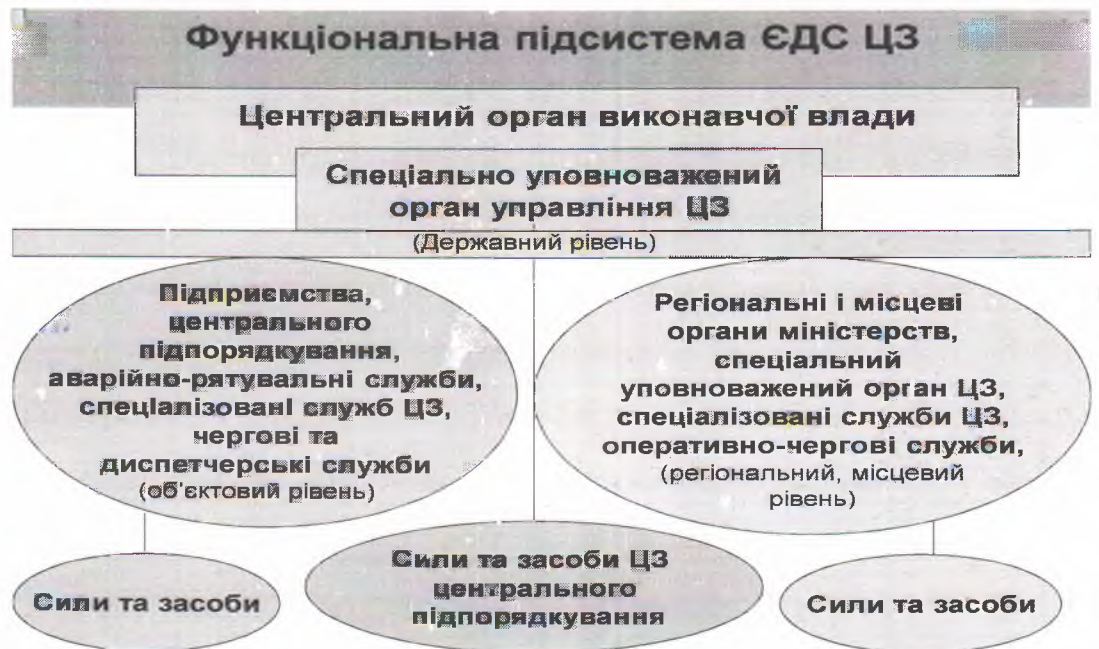 Функціональна підсистема ЄДС ЦЗ
Центральний орган виконавчої влади
Спеціально уповноважений
орган управління ЦЗ
(Державний рівень)
Підприємства,
центрального
підпорядкування,
аварійно-рятувальні служби,
спеціалізовані служб ЦЗ,
чергові та
диспетчерські служби
(об'єктовий рівень)
Регіональні і місцеві
органи міністерств,
спеціальний
уповноважений орган ЦЗ,
спеціалізовані служби ЦЗ,
оперативно-чергові служби,
(регіональний, місцевий
рівень)
Сили та засоби
Сили та засоби ЦЗ
центрального
підпорядкування
Сили та засоби